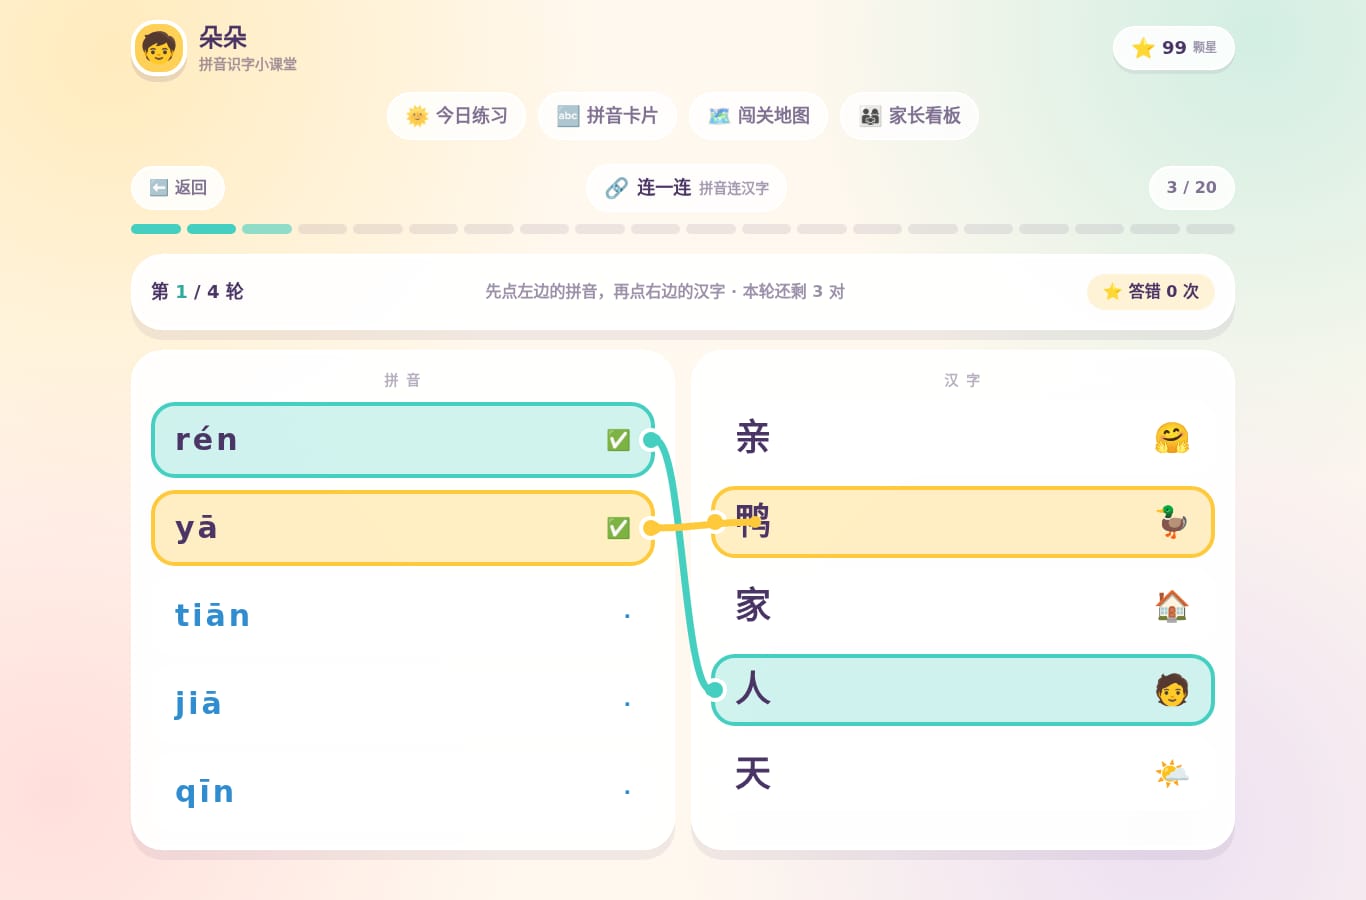 朵朵
拼音识字小课堂
99 颗星
今日练习
abc 拼音卡片
闯关地图
家长看板
返回
连一连 拼音连汉字
3 / 20
第 1 / 4 轮
先点左边的拼音，再点右边的汉字 · 本轮还剩 3 对
答错 0 次
拼音
rén
yā
tiān
jiā
qīn
汉字
亲
鸭
家
人
天